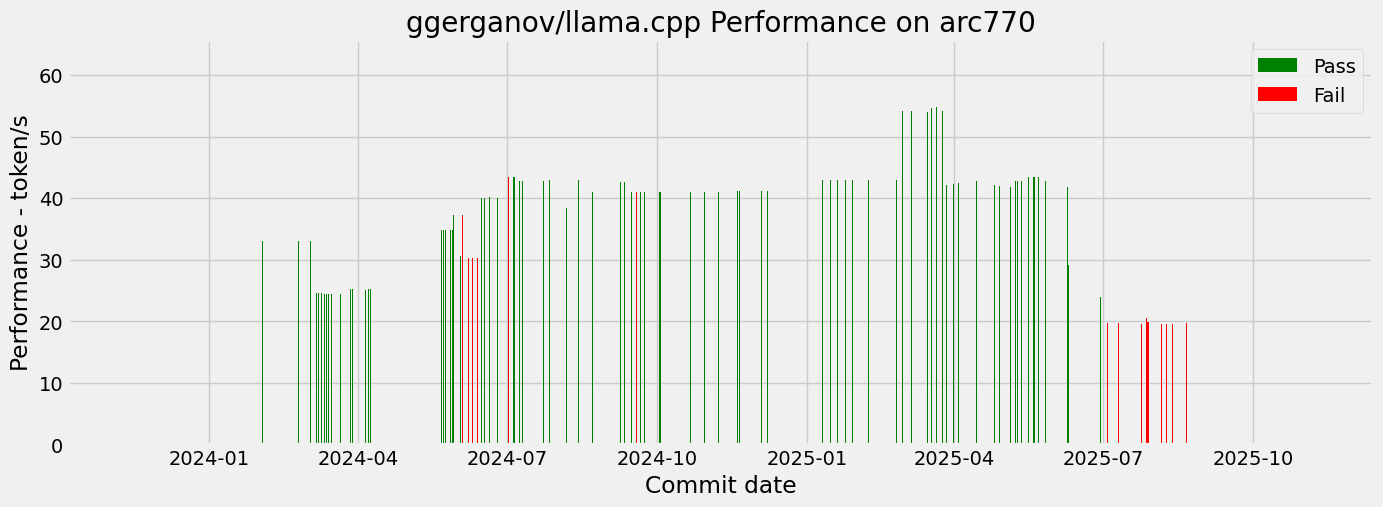 ggerganov/llama.cpp Performance on arc770
Pass
Fail
Performance - token/s
60
50
40
30
20
10
0
2024-01 2024-04 2024-07 2024-10 2025-01 2025-04 2025-07 2025-10
Commit date